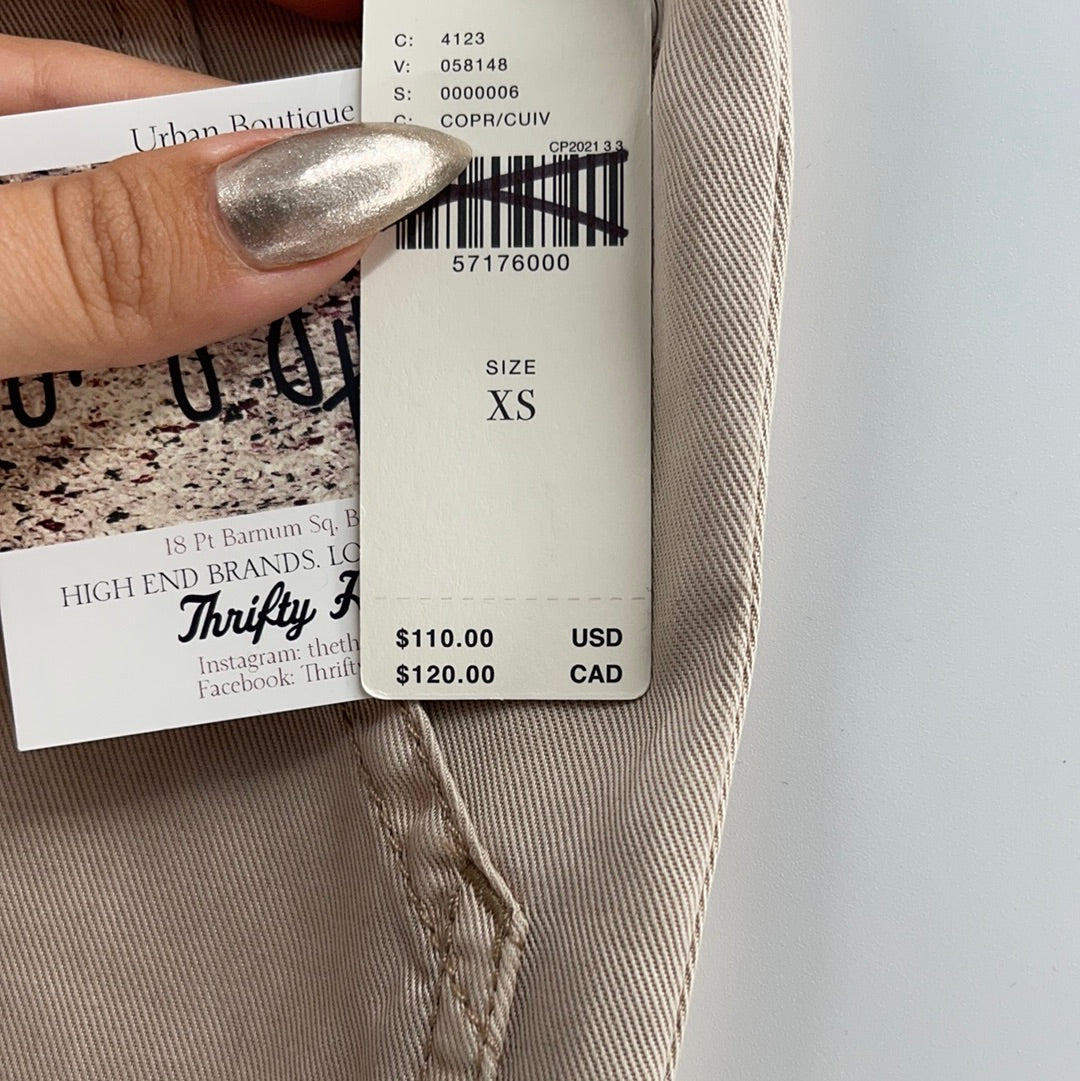 C: 4123
V: 058148
S: 0000006
C: COPR/CUIV
CP2021 3 3
57176000
SIZE
XS
$110.00 USD
$120.00 CAD
Urban Boutique
18 Pt Barnum Sq,
HIGH END BRANDS.
Thrifty
Instagram:
Facebook: